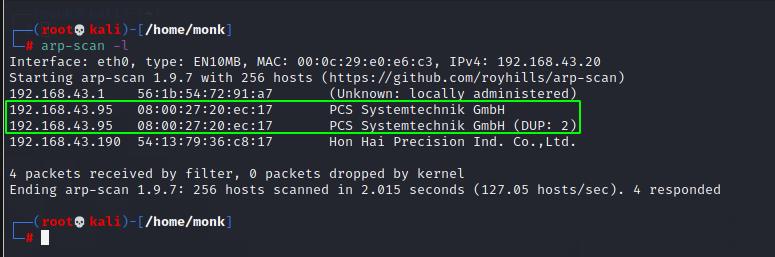 (root💀kali)-[/home/monk]
# arp-scan -l
Interface: eth0, type: EN10MB, MAC: 00:0c:29:e0:e6:c3, IPv4: 192.168.43.20
Starting arp-scan 1.9.7 with 256 hosts (https://github.com/royhills/arp-scan)
192.168.43.1 56:1b:54:72:91:a7 (Unknown: locally administered)
192.168.43.95 08:00:27:20:ec:17 PCS Systemtechnik GmbH
192.168.43.95 08:00:27:20:ec:17 PCS Systemtechnik GmbH (DUP: 2)
192.168.43.190 54:13:79:36:c8:17 Hon Hai Precision Ind. Co.,Ltd.
4 packets received by filter, 0 packets dropped by kernel
Ending arp-scan 1.9.7: 256 hosts scanned in 2.015 seconds (127.05 hosts/sec). 4 responded
(root💀kali)-[/home/monk]
#